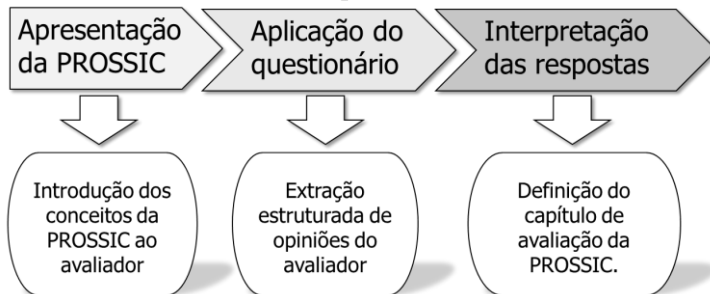 Apresentação
da PROSSIC
Aplicação do
questionário
Interpretação
das respostas
Introdução dos
conceitos da
PROSSIC ao
avaliador
Extração
estruturada de
opiniões do
avaliador
Definição do
capítulo de
avaliação da
PROSSIC.